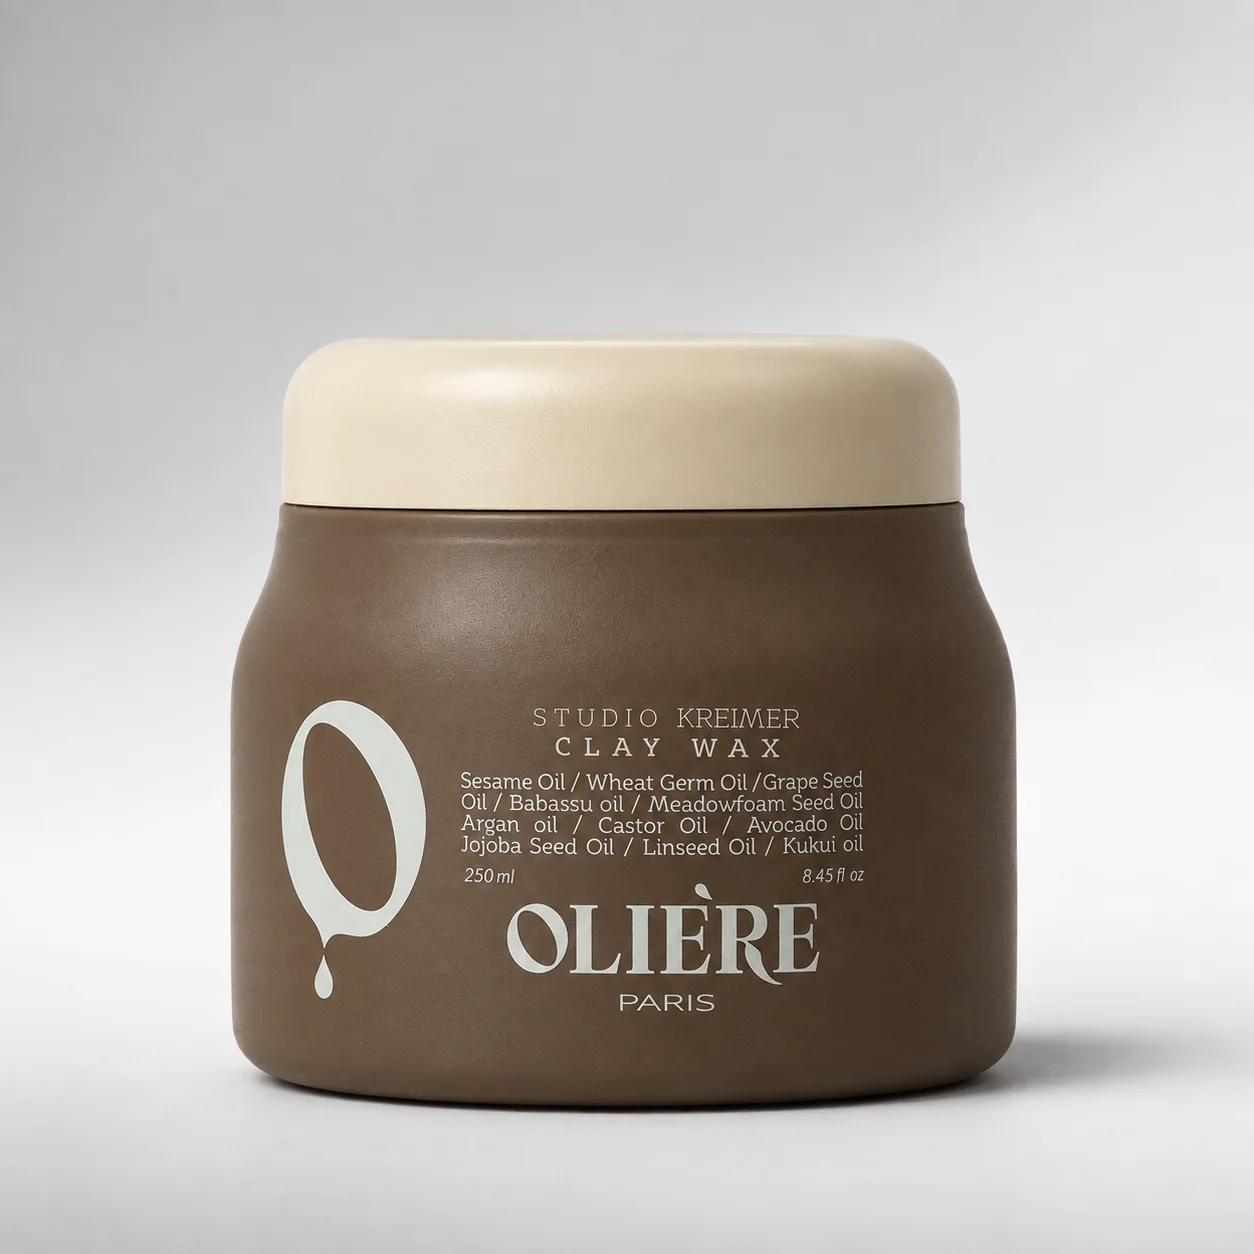 STUDIO KREIMER
CLAY WAX
Sesame Oil / Wheat Germ Oil /Grape Seed
Oil / Babassu oil / Meadowfoam Seed Oil
Argan oil / Castor Oil / Avocado Oil
Jojoba Seed Oil / Linseed Oil / Kukui oil
250 ml 8.45 fl oz
OLIÈRE
PARIS